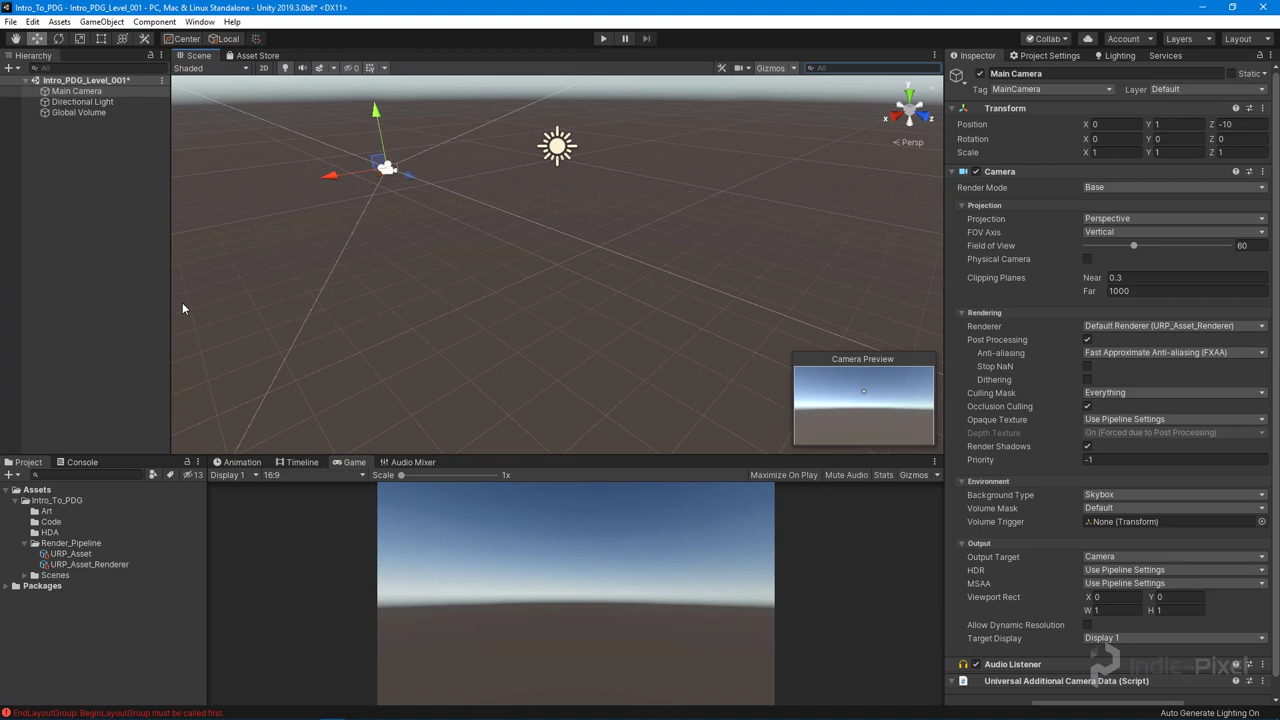 Intro_To_PDG - Intro_PDG_Level_001 - PC, Mac & Linux Standalone - Unity 2019.3.0b8* <DX11>
File Edit Assets GameObject Component Window Help
Center Local Collab Account Layers Layout
Hierarchy
All
Intro_PDG_Level_001*
Main Camera
Directional Light
Global Volume
Scene Asset Store
Shaded 2D 0 Gizmos All
y
x z
Persp
Camera Preview
Project Console
13
Assets
Intro_To_PDG
Art
Code
HDA
Render_Pipeline
URP_Asset
URP_Asset_Renderer
Scenes
Packages
Animation Timeline Game Audio Mixer
Display 1 16:9 Scale 1x Maximize On Play Mute Audio Stats Gizmos
Inspector Project Settings Lighting Services
Main Camera Static
Tag MainCamera Layer Default
Transform
Position X 0 Y 1 Z -10
Rotation X 0 Y 0 Z 0
Scale X 1 Y 1 Z 1
Camera
Render Mode Base
Projection
Projection Perspective
FOV Axis Vertical
Field of View 60
Physical Camera
Clipping Planes Near 0.3
Far 1000
Rendering
Renderer Default Renderer (URP_Asset_Renderer)
Post Processing
Anti-aliasing Fast Approximate Anti-aliasing (FXAA)
Stop NaN
Dithering
Culling Mask Everything
Occlusion Culling
Opaque Texture Use Pipeline Settings
Depth Texture On (Forced due to Post Processing)
Render Shadows
Priority -1
Environment
Background Type Skybox
Volume Mask Default
Volume Trigger None (Transform)
Output
Output Target Camera
HDR Use Pipeline Settings
MSAA Use Pipeline Settings
Viewport Rect X 0 Y 0
W 1 H 1
Allow Dynamic Resolution
Target Display Display 1
Audio Listener
Indie-Pixel
Universal Additional Camera Data (Script)
EndLayoutGroup: BeginLayoutGroup must be called first.
Auto Generate Lighting On